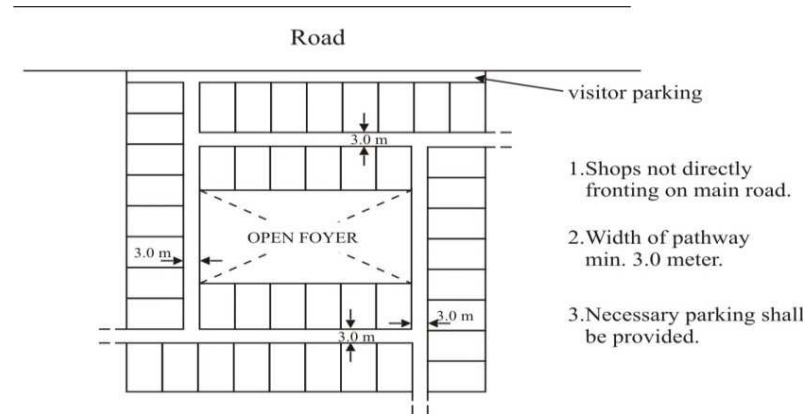 Road
visitor parking
3.0 m
1.Shops not directly
fronting on main road.
OPEN FOYER
2.Width of pathway
min. 3.0 meter.
3.0 m
3.0 m
3.Necessary parking shall
be provided.
3.0 m